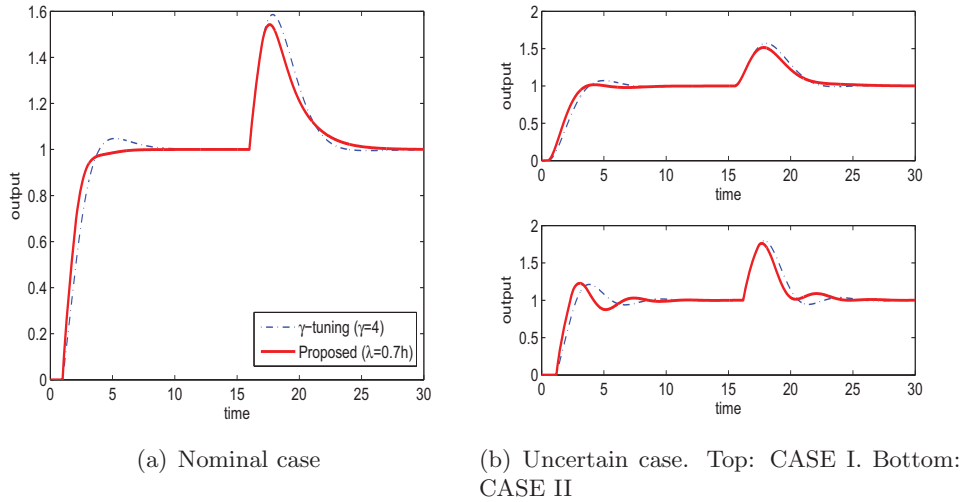 1.6
1.4
1.2
1
0.8
0.6
0.4
0.2
0
output
0 5 10 15 20 25 30
time
γ−tuning (γ=4)
Proposed (λ=0.7h)
(a) Nominal case
2
1.5
1
0.5
0
output
0 5 10 15 20 25 30
time
2
1.5
1
0.5
0
output
0 5 10 15 20 25 30
time
(b) Uncertain case. Top: CASE I. Bottom:
CASE II